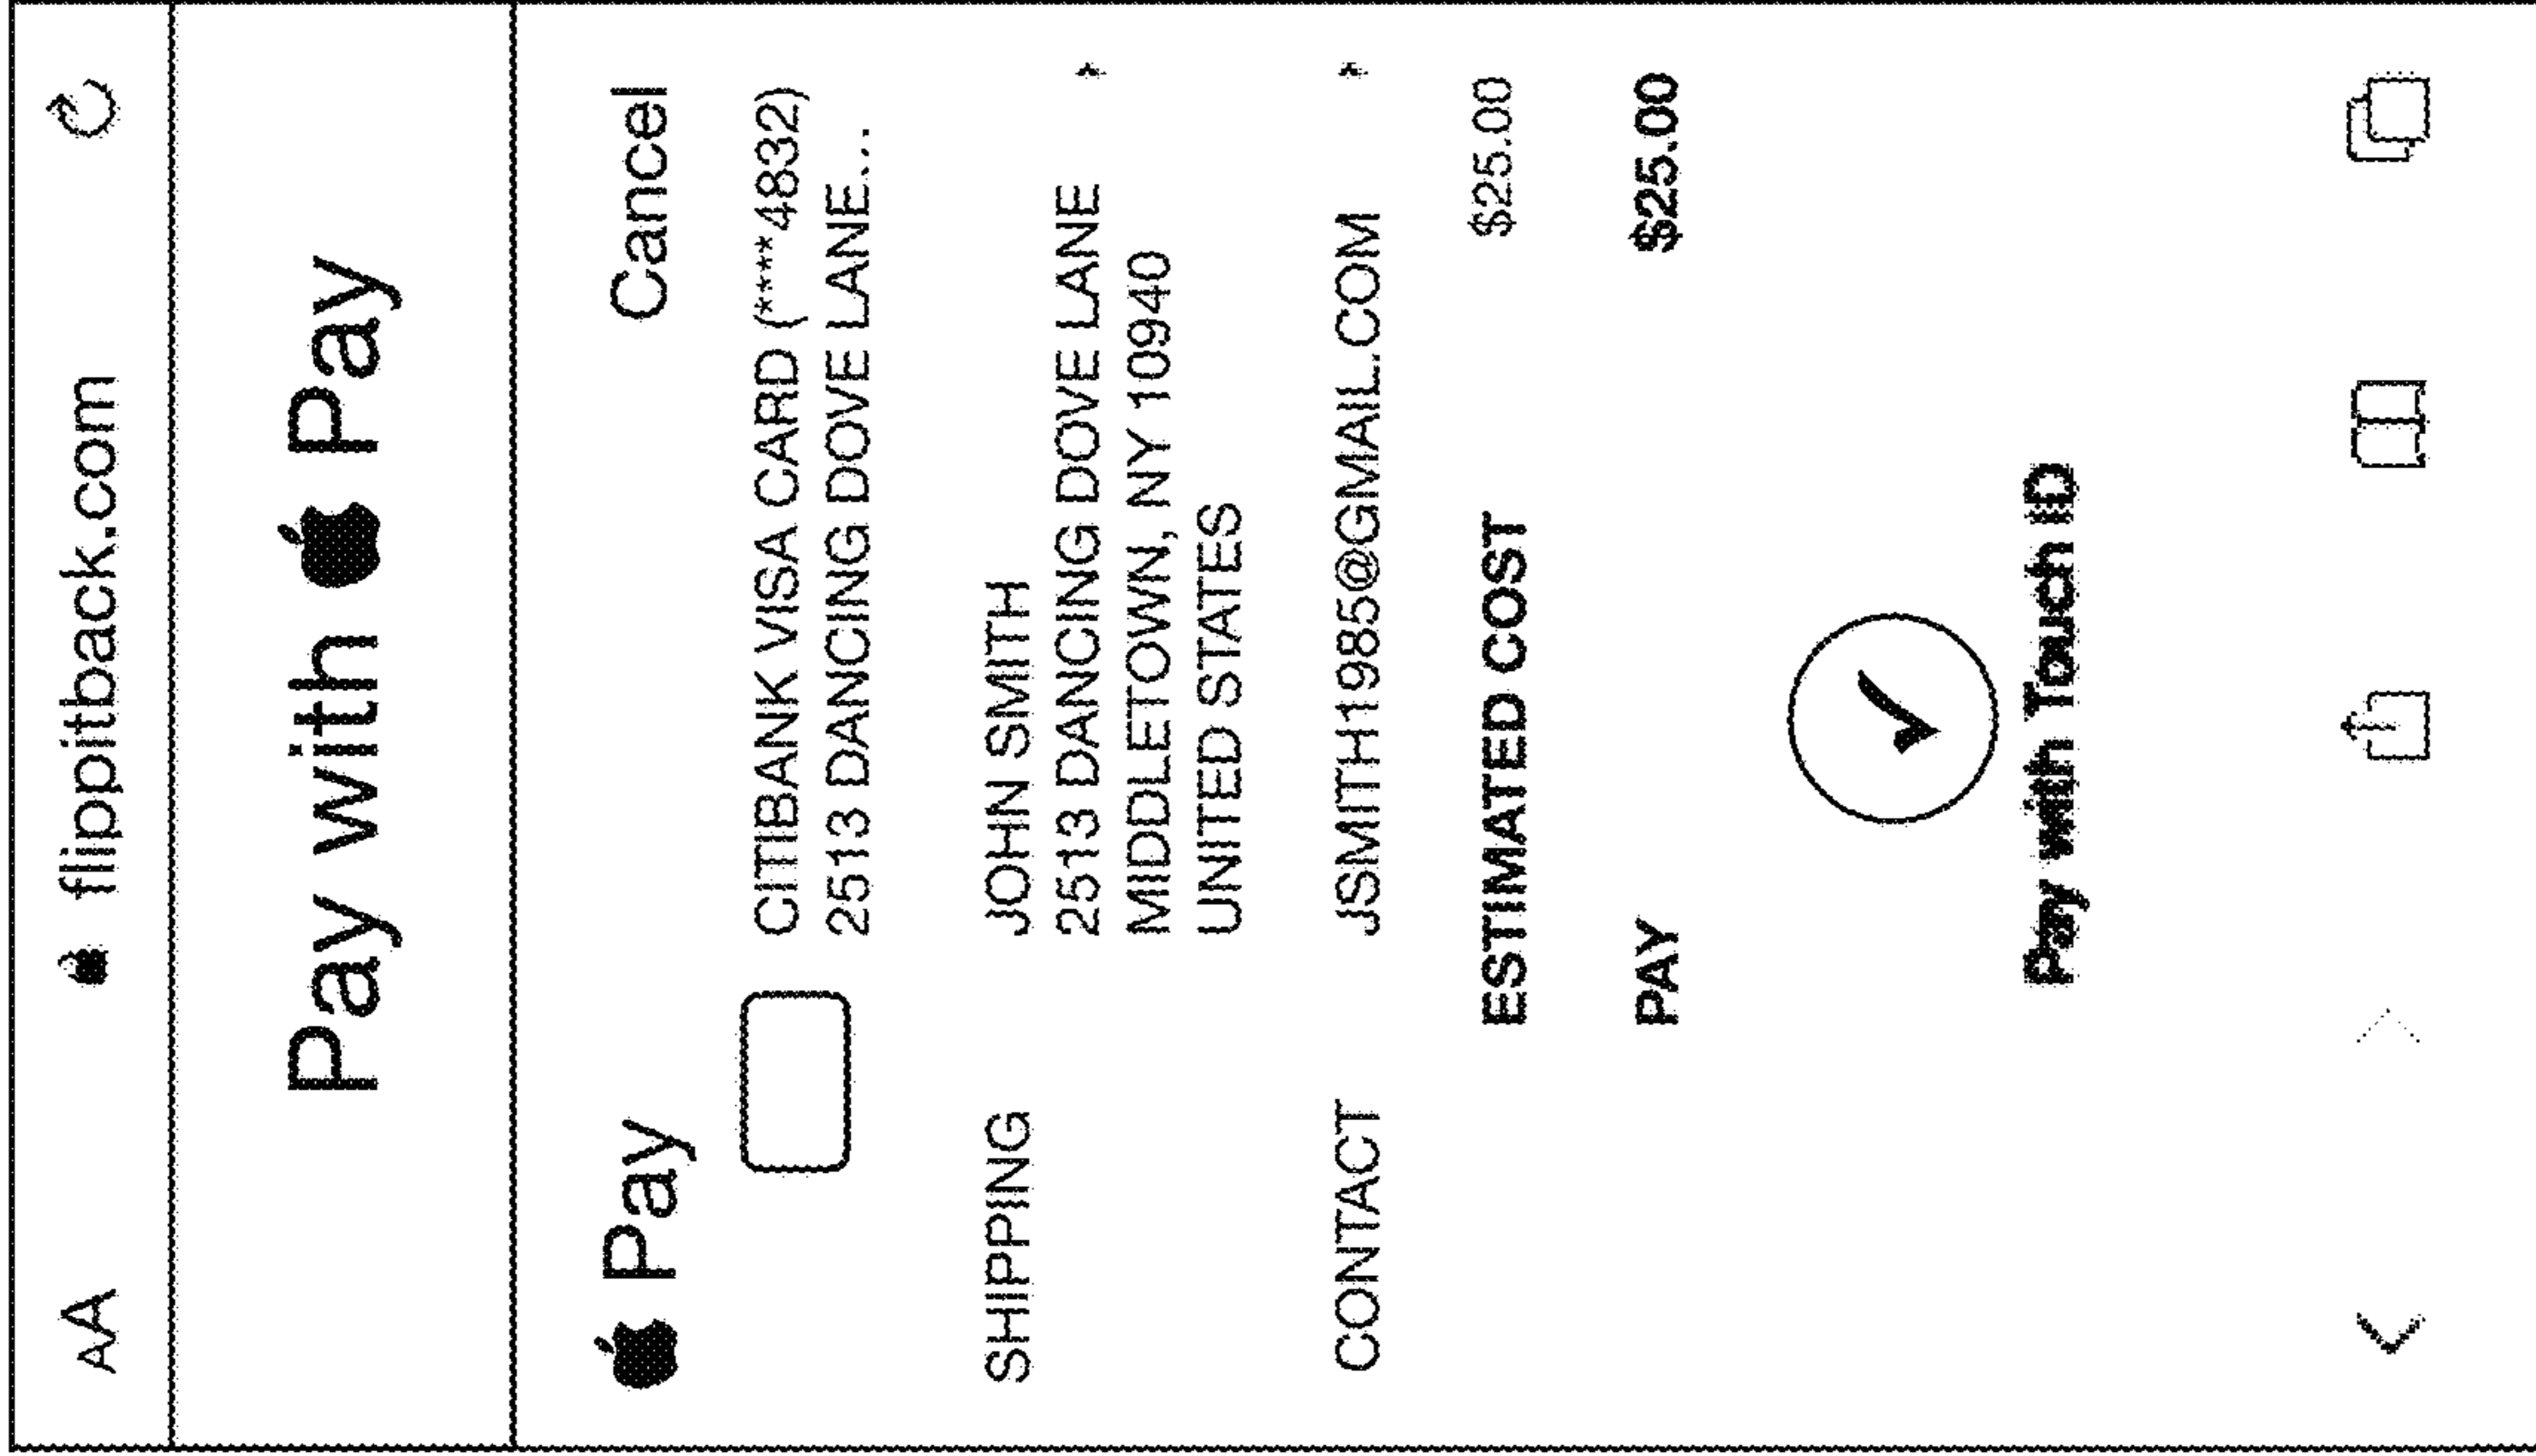 AA flippitback.com
Pay with Pay
Pay Cancel
CITIBANK VISA CARD (****4832)
2513 DANCING DOVE LANE...
SHIPPING JOHN SMITH
2513 DANCING DOVE LANE
MIDDLETOWN, NY 10940
UNITED STATES
CONTACT JSMITH1985@GMAIL.COM
ESTIMATED COST $25.00
PAY $25.00
Pay with Touch ID